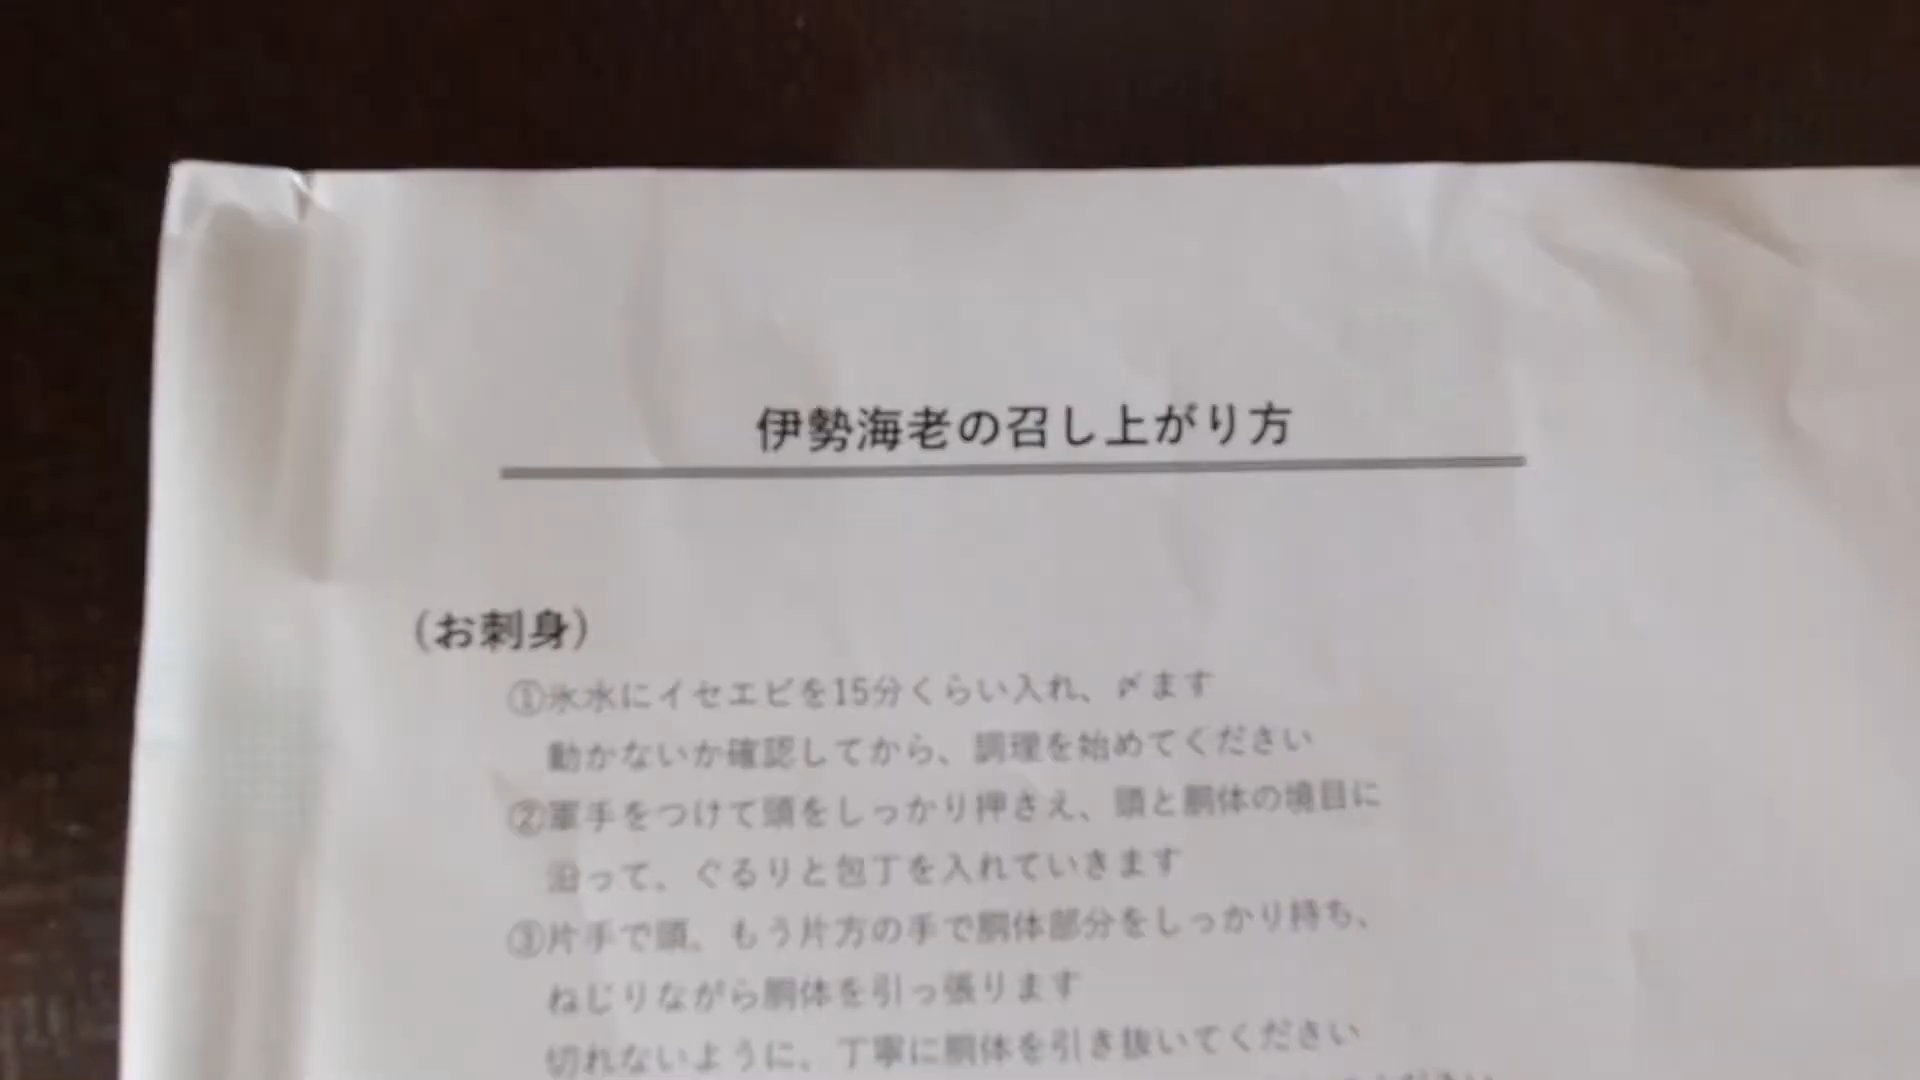 伊勢海老の召し上がり方
(お刺身)
①氷水にイセエビを15分くらい入れ、〆ます
動かないか確認してから、調理を始めてください
②軍手をつけて頭をしっかり押さえ、頭と胴体の境目に
沿って、ぐるりと包丁を入れていきます
③片手で頭、もう片方の手で胴体部分をしっかり持ち、
ねじりながら胴体を引っ張ります
切れないように、丁寧に胴体を引き抜いてください